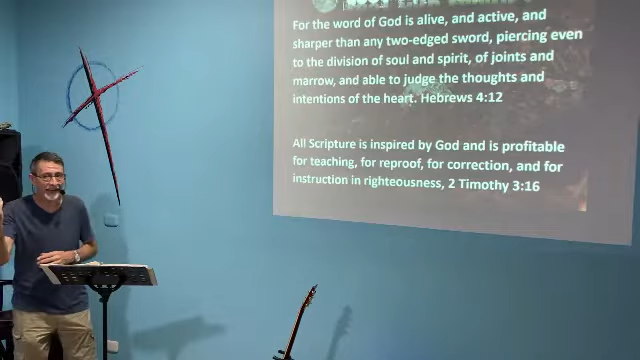 For the word of God is alive, and active, and
sharper than any two-edged sword, piercing even
to the division of soul and spirit, of joints and
marrow, and able to judge the thoughts and
intentions of the heart. Hebrews 4:12
All Scripture is inspired by God and is profitable
for teaching, for reproof, for correction, and for
instruction in righteousness, 2 Timothy 3:16